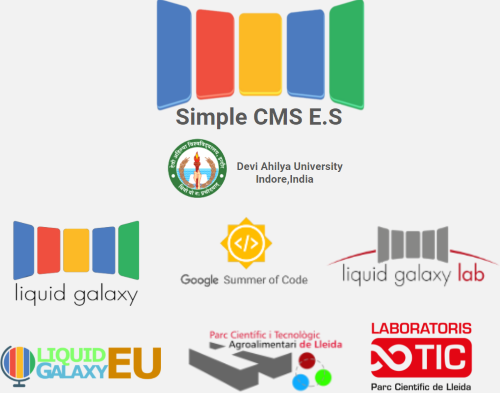 Simple CMS E.S
Devi Ahilya University
Indore,India
liquid galaxy
Google Summer of Code
liquid galaxy lab
LIQUID
GALAXY EU
Parc Científic i Tecnològic
Agroalimentari de Lleida
LABORATORIS
TIC
Parc Científic de Lleida